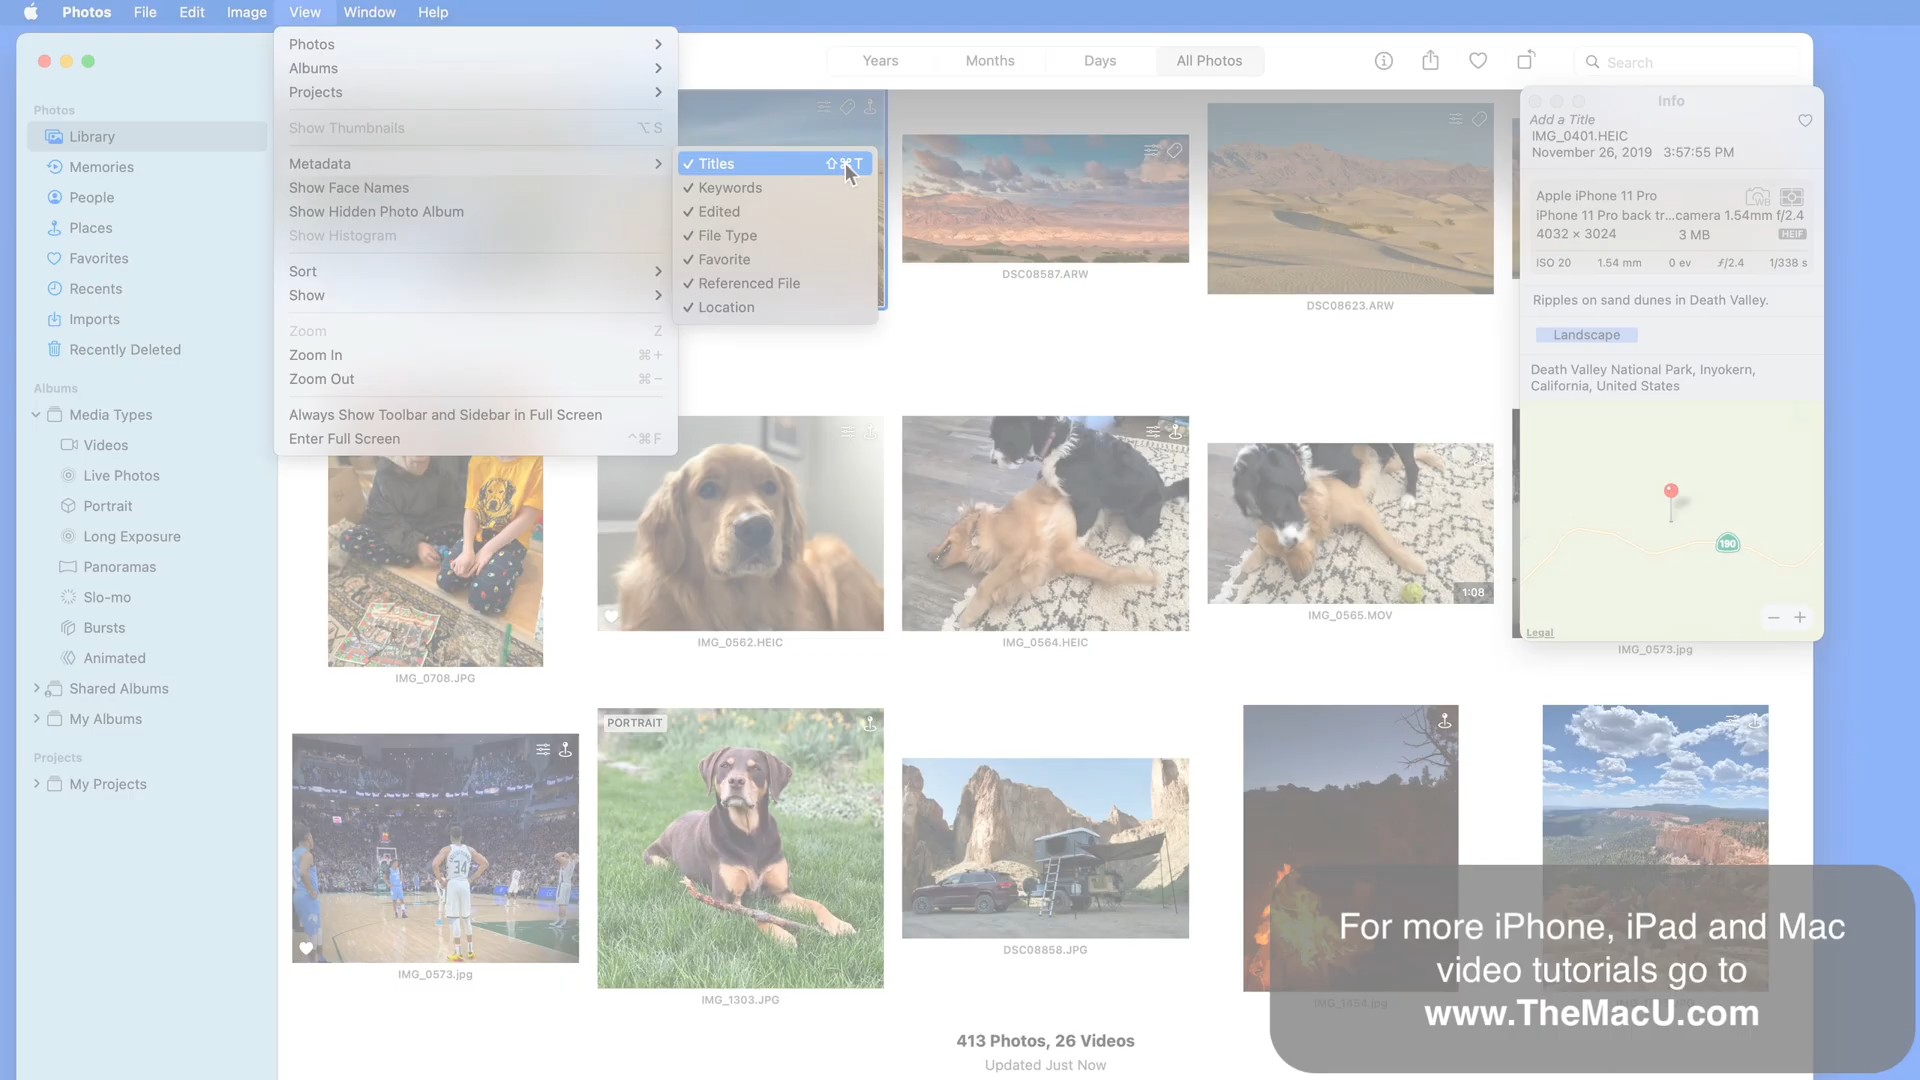 Photos File Edit Image View Window Help
Years Months Days All Photos
Search
Photos
Library
Memories
People
Places
Favorites
Recents
Imports
Recently Deleted
Albums
Media Types
Videos
Live Photos
Portrait
Long Exposure
Panoramas
Slo-mo
Bursts
Animated
Shared Albums
My Albums
Projects
My Projects
Photos
Albums
Projects
Show Thumbnails ⌥ S
Metadata
Show Face Names
Show Hidden Photo Album
Show Histogram
Sort
Show
Zoom Z
Zoom In ⌘ +
Zoom Out ⌘ −
Always Show Toolbar and Sidebar in Full Screen
Enter Full Screen ^ ⌘ F
✓ Titles ⇧⌘T
✓ Keywords
✓ Edited
✓ File Type
✓ Favorite
✓ Referenced File
✓ Location
DSC08587.ARW
DSC08623.ARW
Info
Add a Title
IMG_0401.HEIC
November 26, 2019 3:57:55 PM
Apple iPhone 11 Pro
WB
iPhone 11 Pro back tr...camera 1.54mm f/2.4
4032 × 3024 3 MB HEIF
ISO 20 1.54 mm 0 ev ƒ/2.4 1/338 s
Ripples on sand dunes in Death Valley.
Landscape
Death Valley National Park, Inyokern,
California, United States
190
Legal
− +
IMG_0708.JPG
IMG_0562.HEIC
IMG_0564.HEIC
1:08
IMG_0565.MOV
IMG_0573.jpg
34
IMG_0573.jpg
PORTRAIT
IMG_1303.JPG
DSC08858.JPG
IMG_1454.jpg
413 Photos, 26 Videos
Updated Just Now
For more iPhone, iPad and Mac
video tutorials go to
www.TheMacU.com